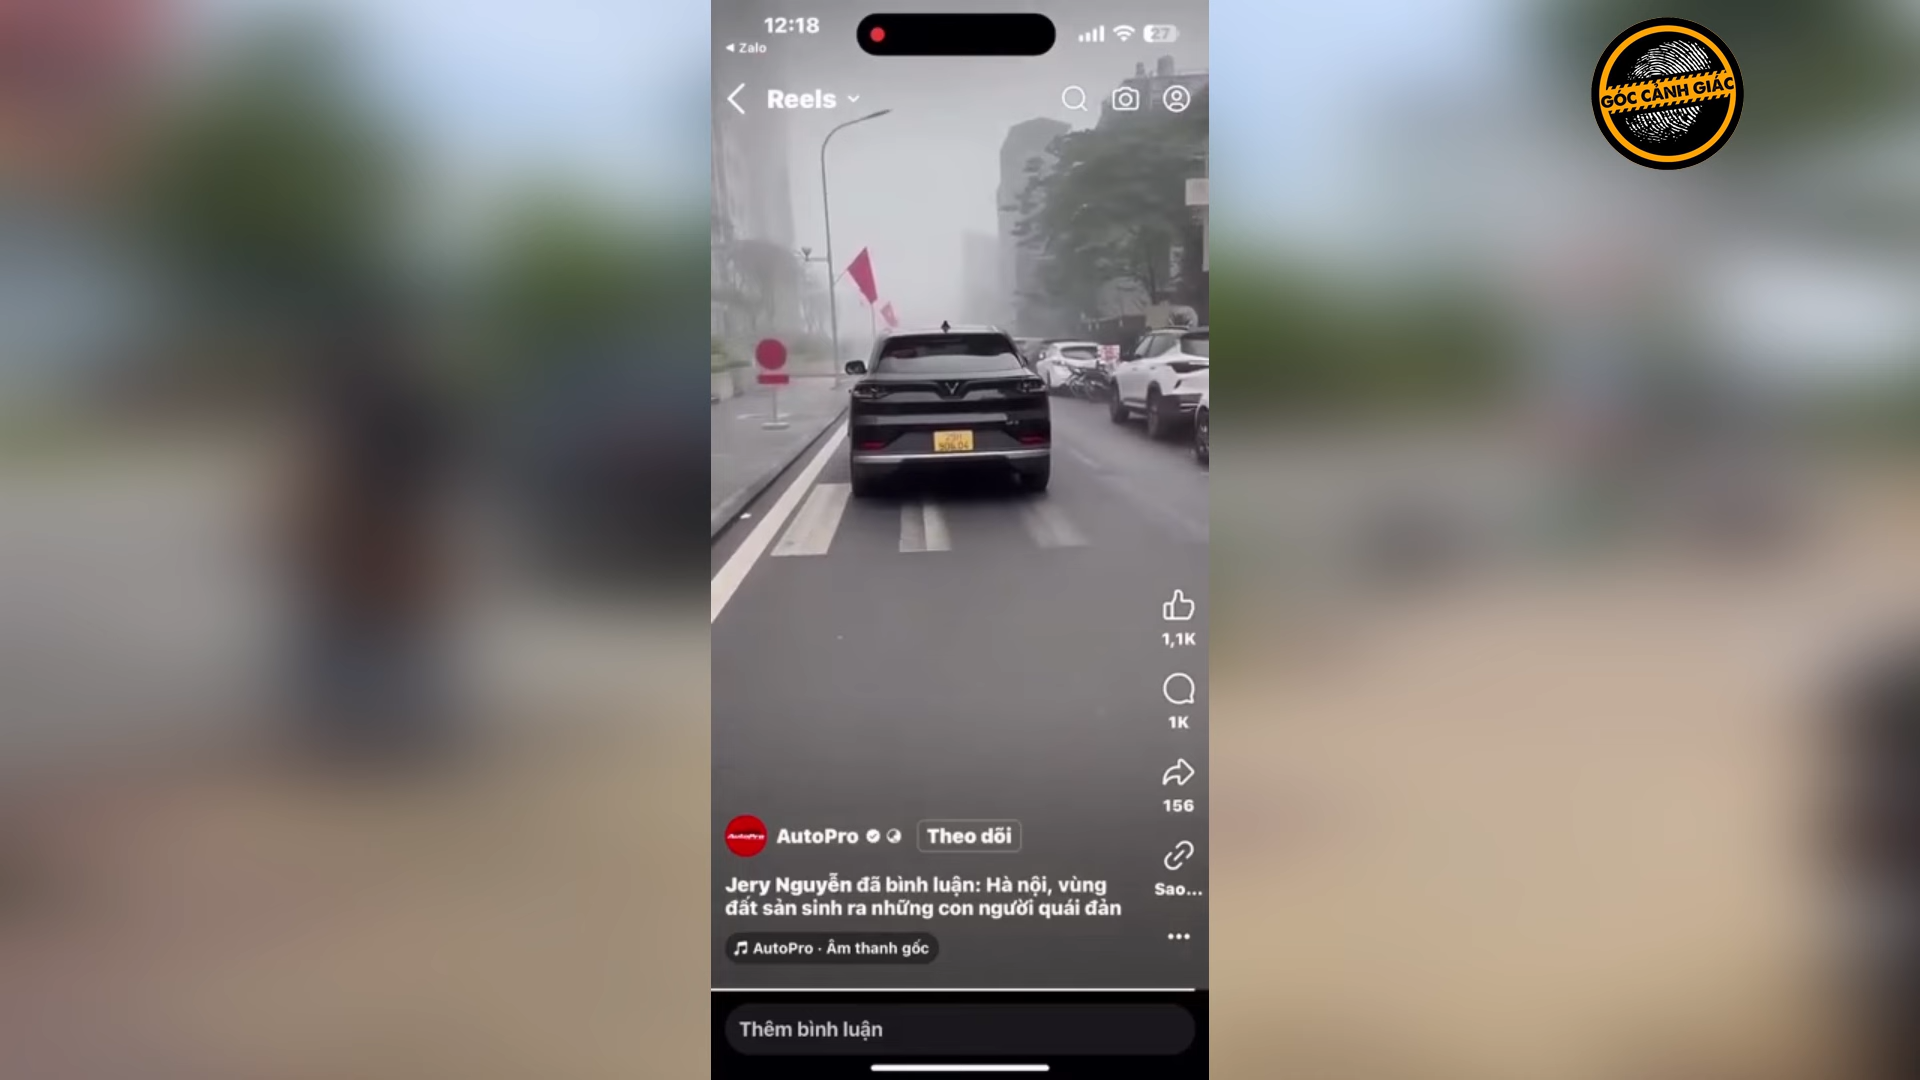 12:18
Zalo
27
Reels
GÓC CẢNH GIÁC
1,1K
1K
156
Sao...
AutoPro
Theo dõi
Jery Nguyễn đã bình luận: Hà nội, vùng
đất sản sinh ra những con người quái đản
AutoPro · Âm thanh gốc
Thêm bình luận